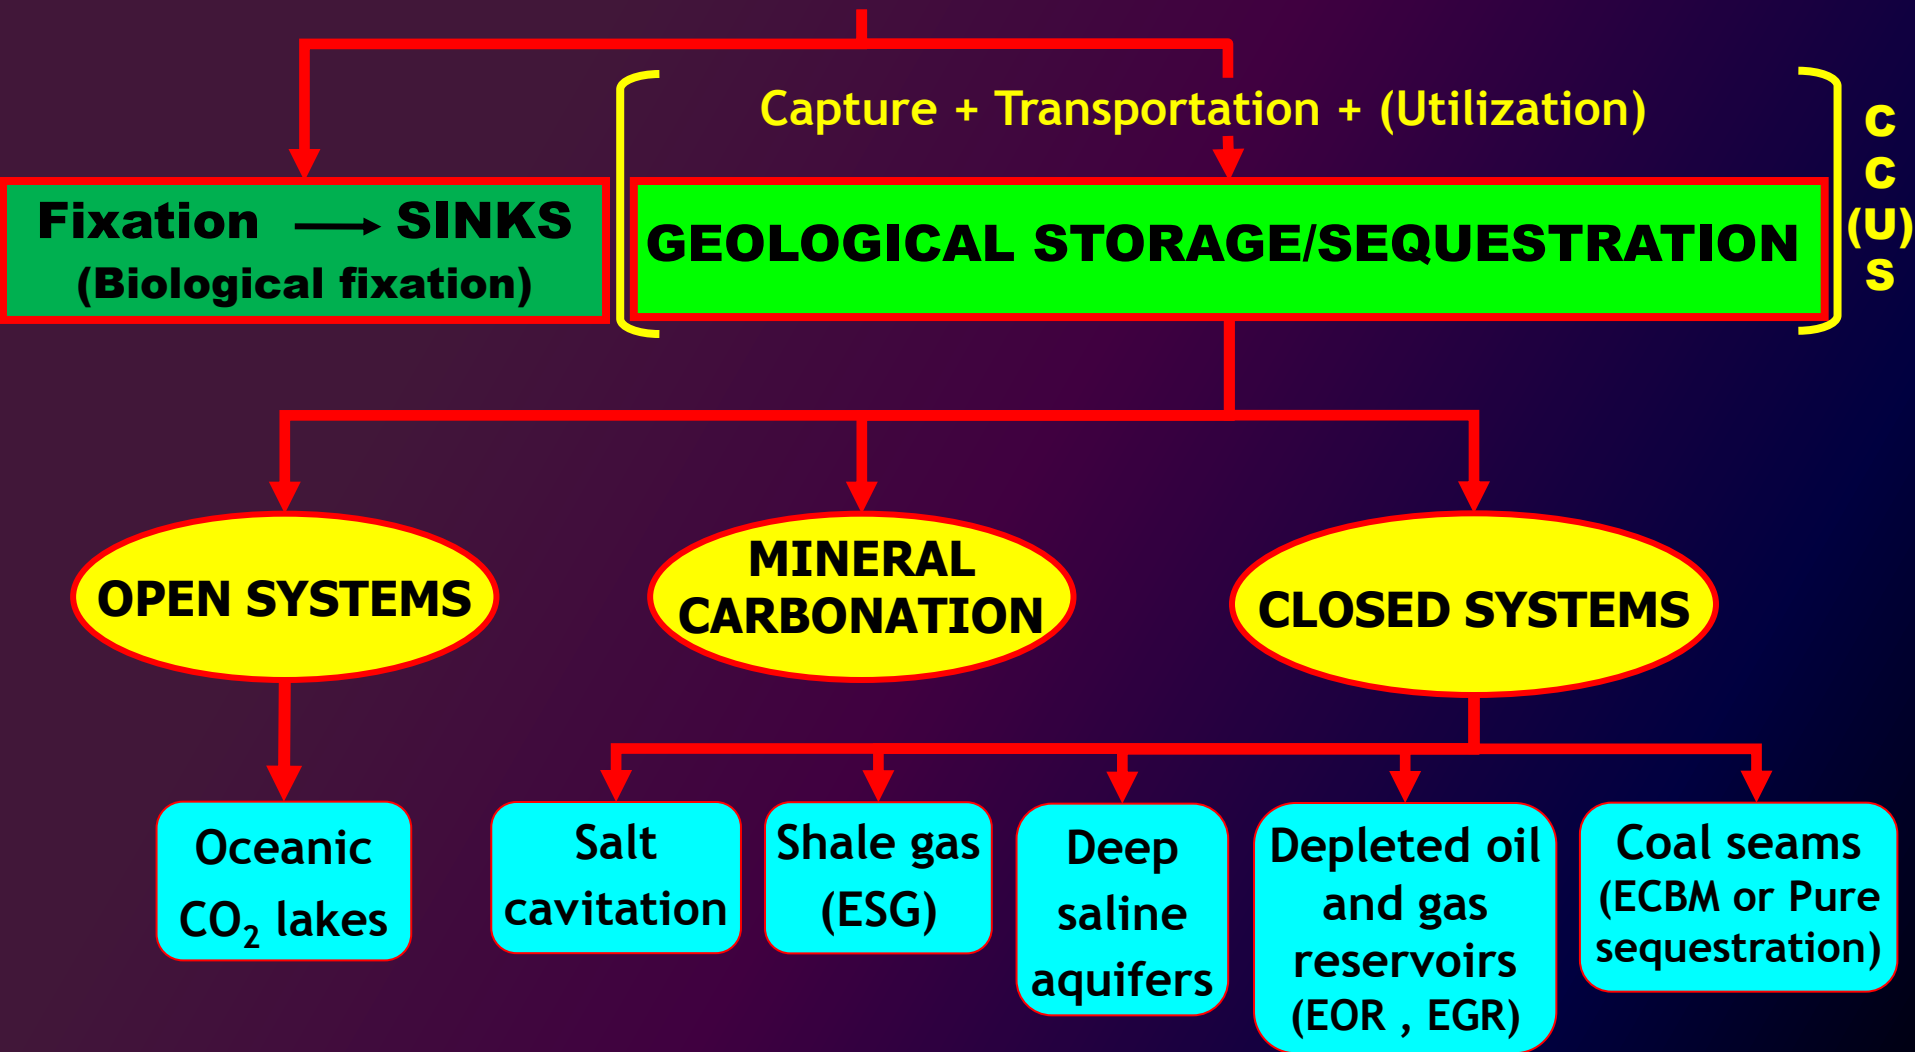 Capture + Transportation + (Utilization)
C
C
(U)
S
Fixation → SINKS
(Biological fixation)
GEOLOGICAL STORAGE/SEQUESTRATION
OPEN SYSTEMS
MINERAL
CARBONATION
CLOSED SYSTEMS
Oceanic
CO₂ lakes
Salt
cavitation
Shale gas
(ESG)
Deep
saline
aquifers
Depleted oil
and gas
reservoirs
(EOR , EGR)
Coal seams
(ECBM or Pure
sequestration)